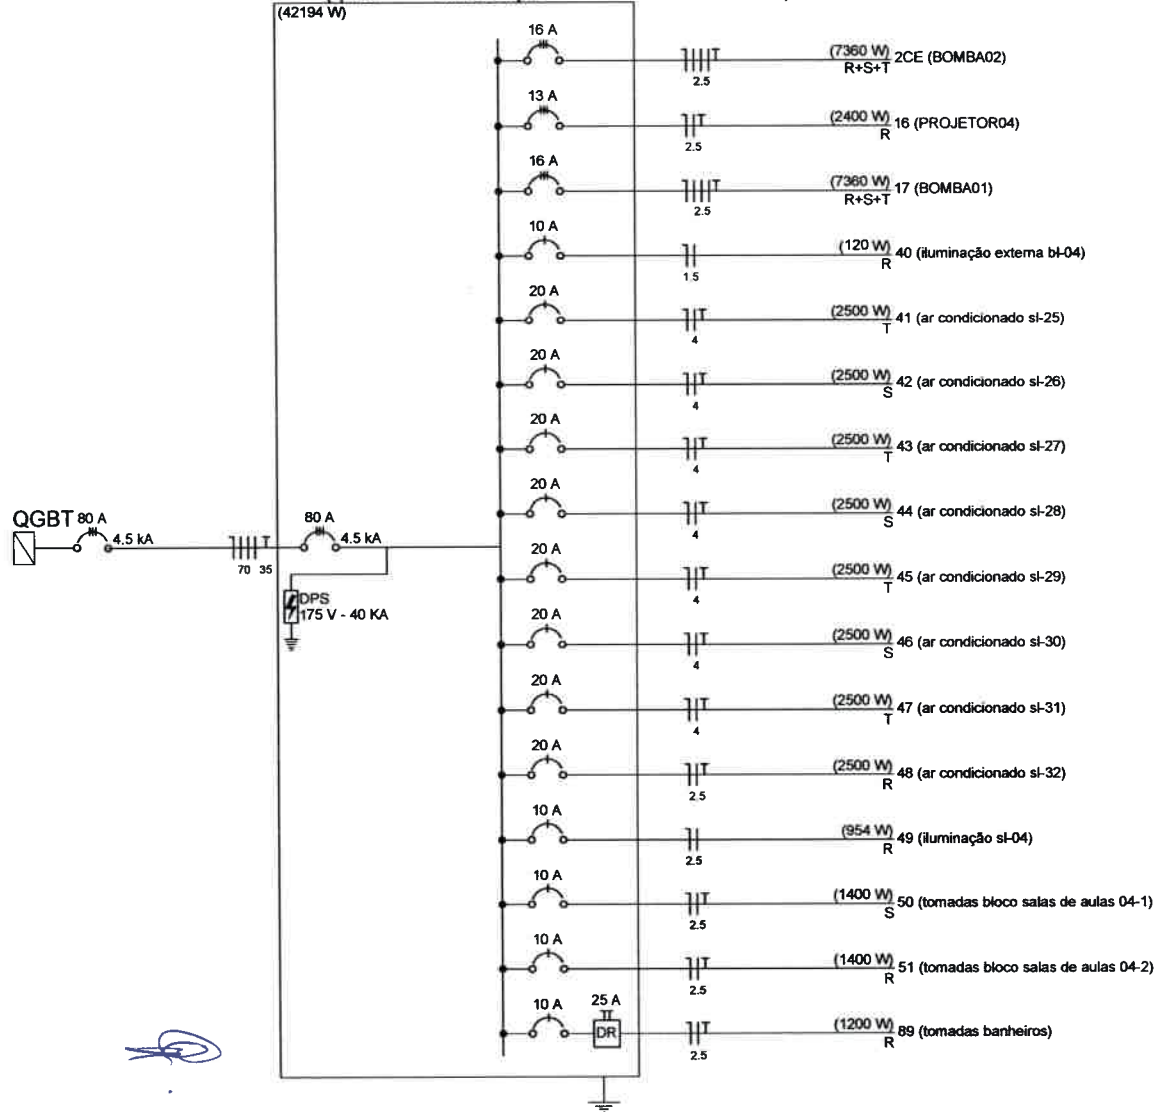 (42194 W)
16 A
2.5
(7360 W)
R+S+T
2CE (BOMBA02)
13 A
2.5
(2400 W)
R
16 (PROJETOR04)
16 A
2.5
(7360 W)
R+S+T
17 (BOMBA01)
10 A
1.5
(120 W)
R
40 (iluminação externa bl-04)
20 A
4
(2500 W)
T
41 (ar condicionado sl-25)
20 A
4
(2500 W)
S
42 (ar condicionado sl-26)
20 A
4
(2500 W)
T
43 (ar condicionado sl-27)
20 A
4
(2500 W)
S
44 (ar condicionado sl-28)
QGBT
80 A
4.5 kA
70 35
T
80 A
4.5 kA
DPS
175 V - 40 KA
20 A
4
(2500 W)
T
45 (ar condicionado sl-29)
20 A
4
(2500 W)
S
46 (ar condicionado sl-30)
20 A
4
(2500 W)
T
47 (ar condicionado sl-31)
20 A
2.5
(2500 W)
R
48 (ar condicionado sl-32)
10 A
2.5
(954 W)
R
49 (iluminação sl-04)
10 A
2.5
(1400 W)
S
50 (tomadas bloco salas de aulas 04-1)
10 A
2.5
(1400 W)
R
51 (tomadas bloco salas de aulas 04-2)
10 A
25 A
DR
2.5
(1200 W)
R
89 (tomadas banheiros)